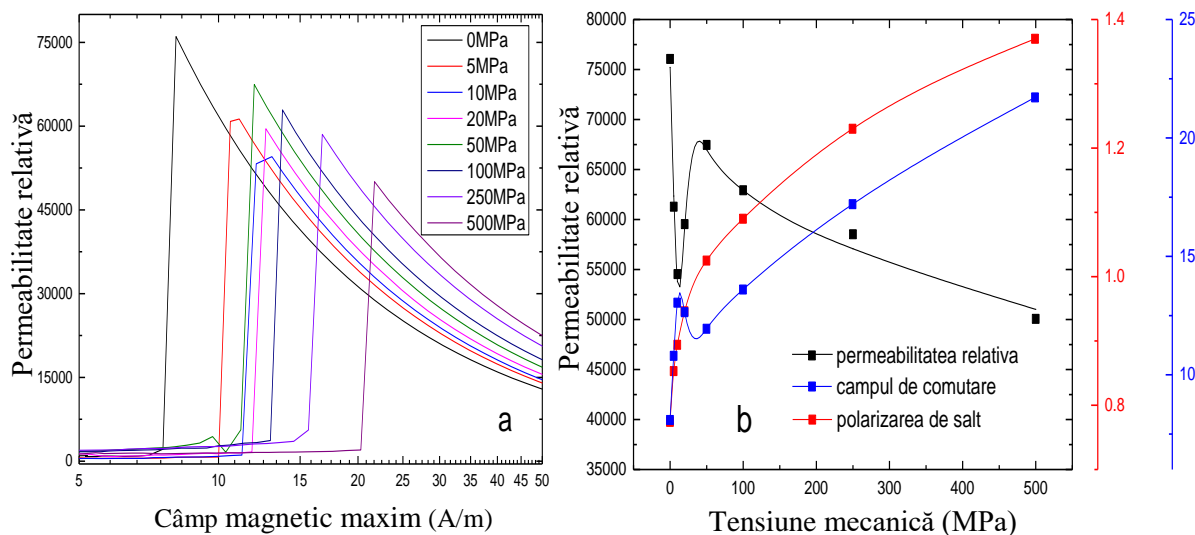 75000
60000
45000
30000
15000
0
5
10
15
20
25
30
35
40
45
50
Permeabilitate relativă
Câmp magnetic maxim (A/m)
0MPa
5MPa
10MPa
20MPa
50MPa
100MPa
250MPa
500MPa
a
80000
75000
70000
65000
60000
55000
50000
45000
40000
35000
0
100
200
300
400
500
Permeabilitate relativă
Tensiune mecanică (MPa)
permeabilitatea relativa
campul de comutare
polarizarea de salt
b
1.4
1.2
1.0
0.8
25
20
15
10